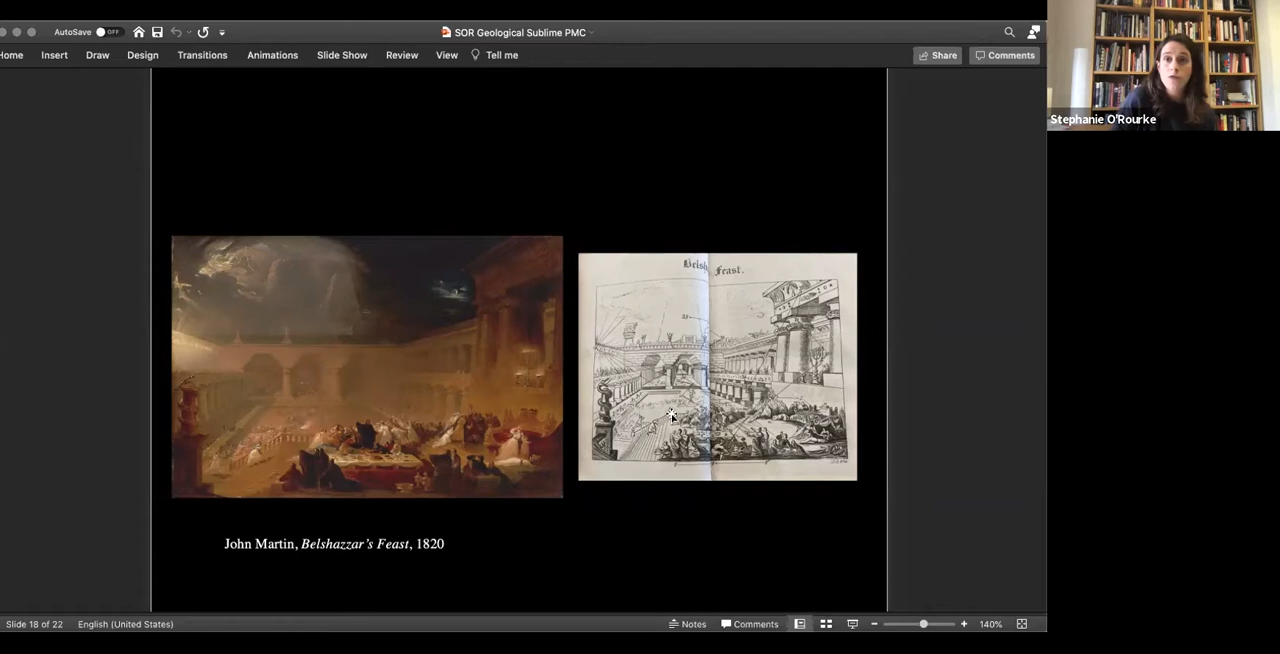 AutoSave OFF
SOR Geological Sublime PMC
Home Insert Draw Design Transitions Animations Slide Show Review View Tell me
Share Comments
Stephanie O'Rourke
Feast.
John Martin, Belshazzar's Feast, 1820
Slide 18 of 22 English (United States)
Notes Comments 140%